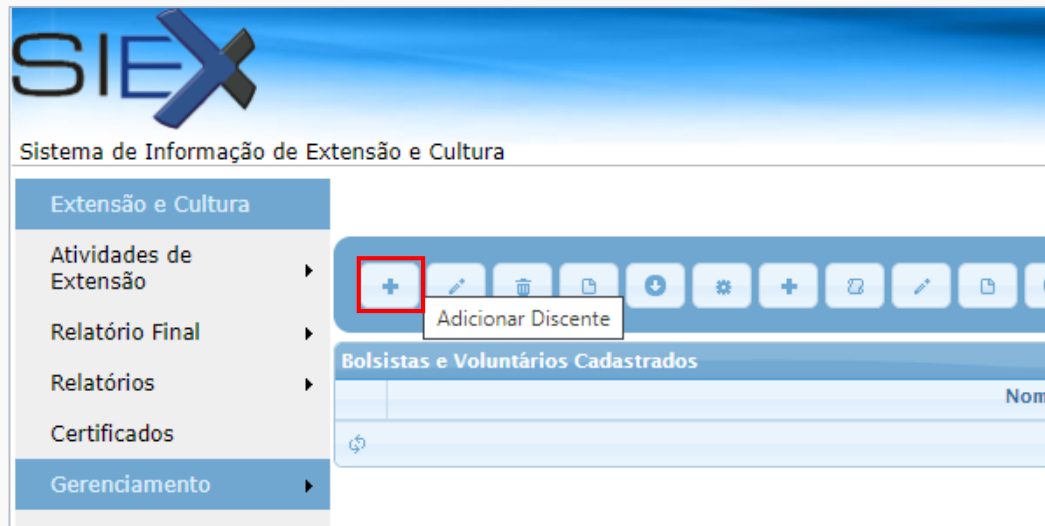 SIEX
Sistema de Informação de Extensão e Cultura
Extensão e Cultura
Atividades de
Extensão
Relatório Final
Relatórios
Certificados
Gerenciamento
Adicionar Discente
Bolsistas e Voluntários Cadastrados
Nom